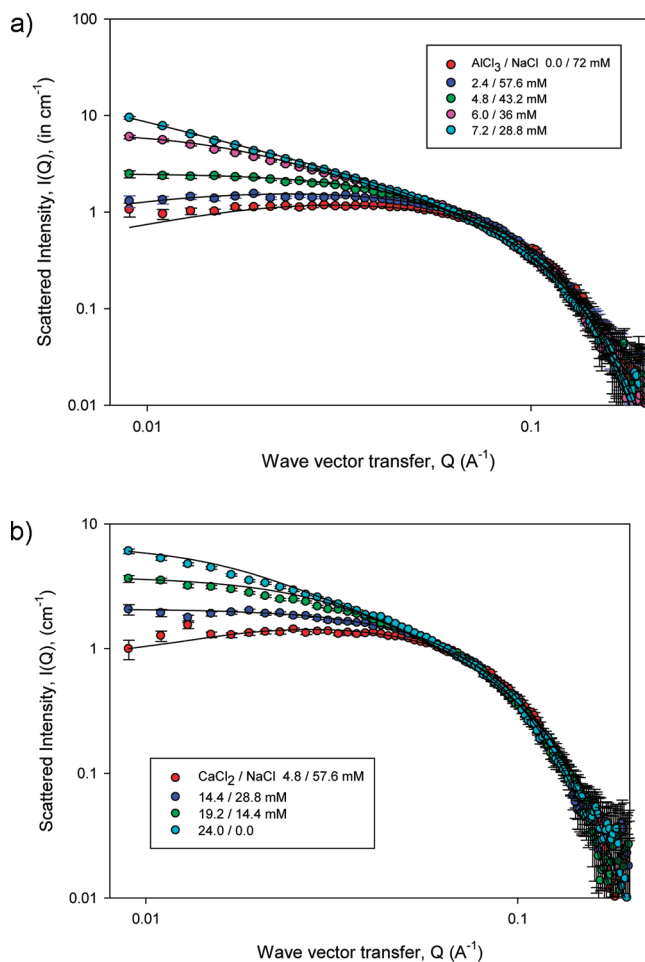 a)
100
10
1
0.1
0.01
Scattered Intensity, I(Q), (in cm-1)
AlCl3 / NaCl 0.0 / 72 mM
2.4 / 57.6 mM
4.8 / 43.2 mM
6.0 / 36 mM
7.2 / 28.8 mM
0.01
0.1
Wave vector transfer, Q (A-1)
b)
10
1
0.1
0.01
Scattered Intensity, I(Q), (cm-1)
CaCl2 / NaCl 4.8 / 57.6 mM
14.4 / 28.8 mM
19.2 / 14.4 mM
24.0 / 0.0
0.01
0.1
Wave vector transfer, Q (A-1)